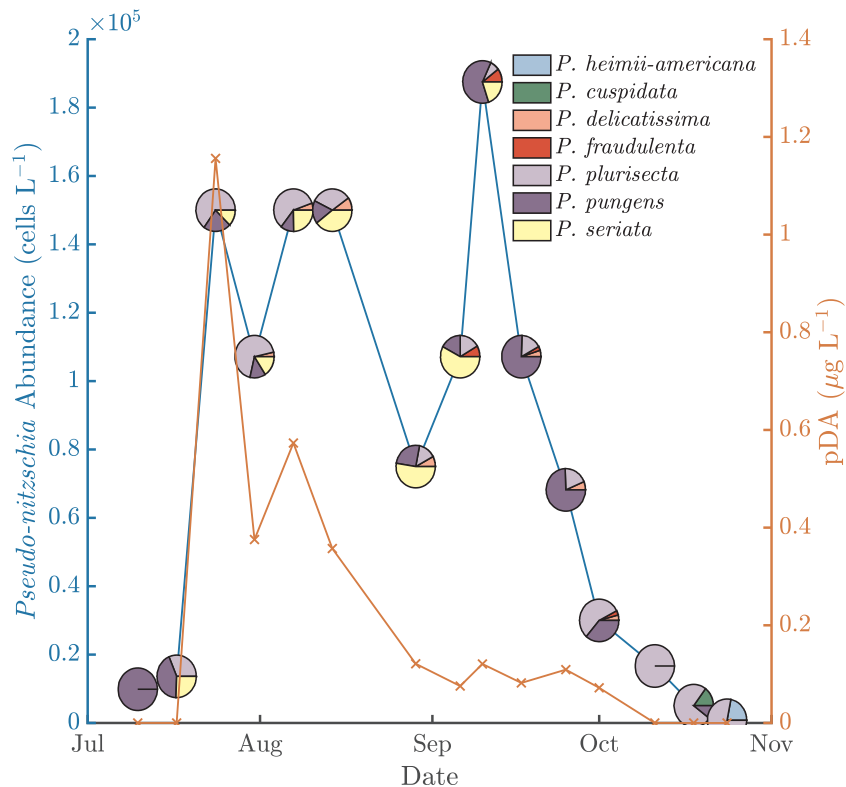 ×10⁵
2
1.8
1.6
1.4
1.2
1
0.8
0.6
0.4
0.2
0
Pseudo-nitzschia Abundance (cells L⁻¹)
P. heimii-americana
P. cuspidata
P. delicatissima
P. fraudulenta
P. plurisecta
P. pungens
P. seriata
1.4
1.2
1
0.8
0.6
0.4
0.2
0
pDA (μg L⁻¹)
Jul Aug Sep Oct Nov
Date